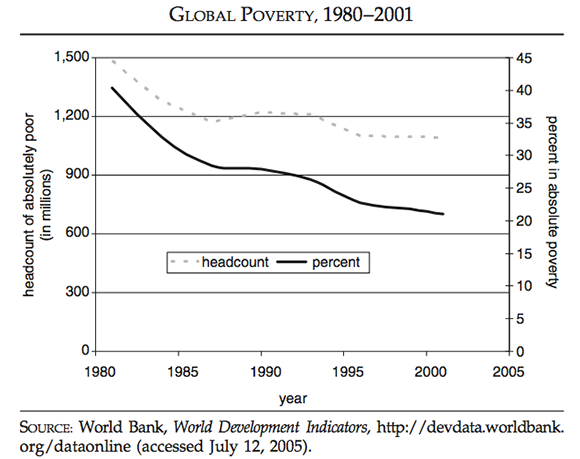 GLOBAL POVERTY, 1980–2001
1,500
1,200
900
600
300
0
headcount of absolutely poor
(in millions)
45
40
35
30
25
20
15
10
5
0
percent in absolute poverty
headcount percent
1980 1985 1990 1995 2000 2005
year
SOURCE: World Bank, World Development Indicators, http://devdata.worldbank.
org/dataonline (accessed July 12, 2005).